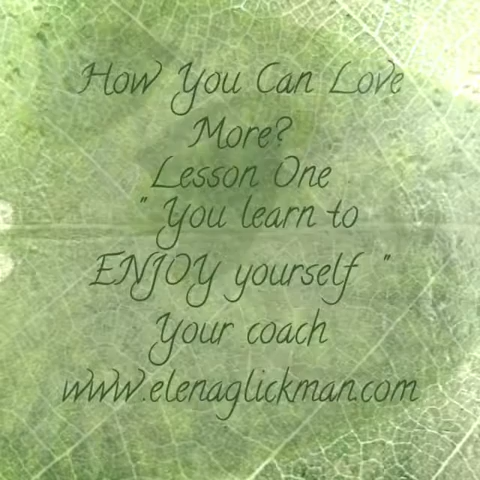 How You Can Love
More?
Lesson One
" You learn to
ENJOY yourself "
Your coach
www.elenaglickman.com